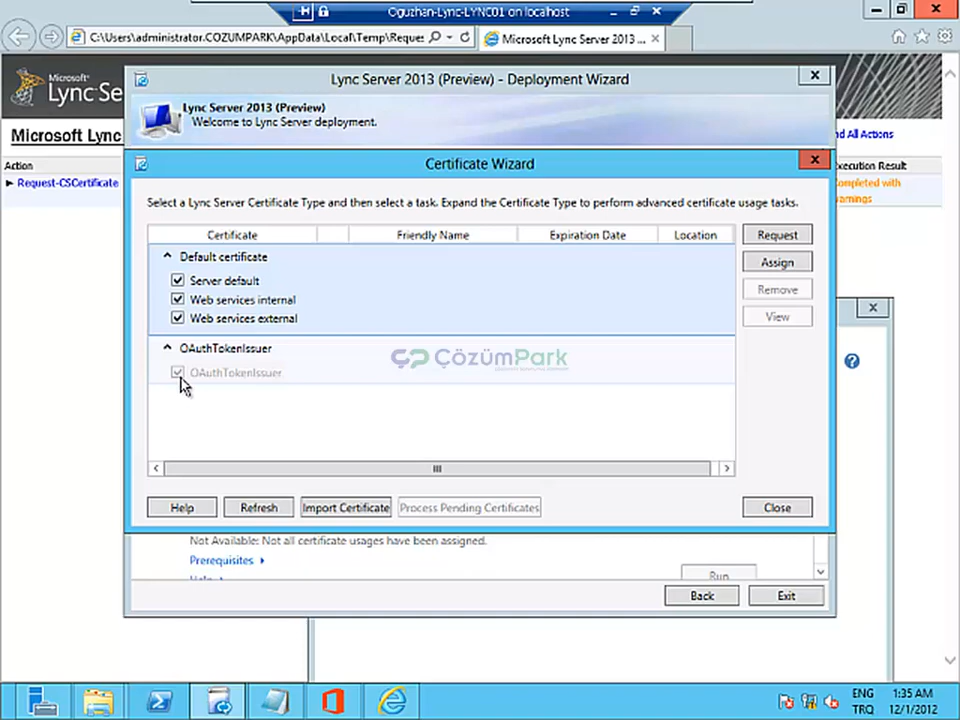 Oguzhan-Lync-LYNC01 on localhost
C:\Users\administrator.COZUMPARK\AppData\Local\Temp\Reque:
Microsoft Lync Server 2013 ...
Microsoft®
Lync Se
Lync Server 2013 (Preview) - Deployment Wizard
Lync Server 2013 (Preview)
Welcome to Lync Server deployment.
Microsoft Lync
nd All Actions
Action
Execution Result
Request-CSCertificate
Completed with
warnings
Certificate Wizard
Select a Lync Server Certificate Type and then select a task. Expand the Certificate Type to perform advanced certificate usage tasks.
Certificate
Friendly Name
Expiration Date
Location
Request
Default certificate
Assign
Server default
Remove
Web services internal
Web services external
View
OAuthTokenIssuer
ÇözümPark
OAuthTokenIssuer
Help
Refresh
Import Certificate
Process Pending Certificates
Close
Not Available: Not all certificate usages have been assigned.
Prerequisites
Help
Run
Back
Exit
ENG
1:35 AM
TRQ
12/1/2012